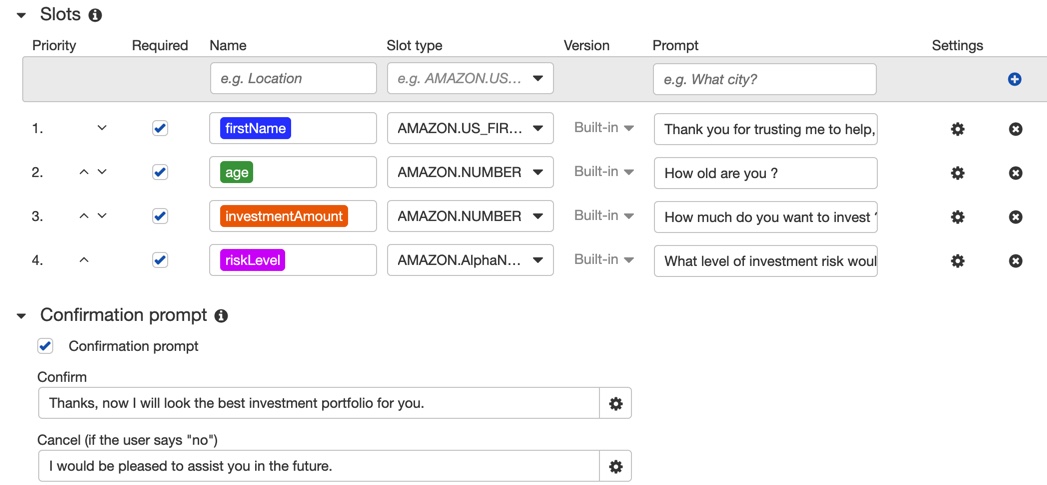 Slots
Priority Required Name Slot type Version Prompt Settings
e.g. Location e.g. AMAZON.US... e.g. What city?
1. firstName AMAZON.US_FIR... Built-in Thank you for trusting me to help,
2. age AMAZON.NUMBER Built-in How old are you ?
3. investmentAmount AMAZON.NUMBER Built-in How much do you want to invest ?
4. riskLevel AMAZON.AlphaN... Built-in What level of investment risk woul
Confirmation prompt
Confirmation prompt
Confirm
Thanks, now I will look the best investment portfolio for you.
Cancel (if the user says "no")
I would be pleased to assist you in the future.